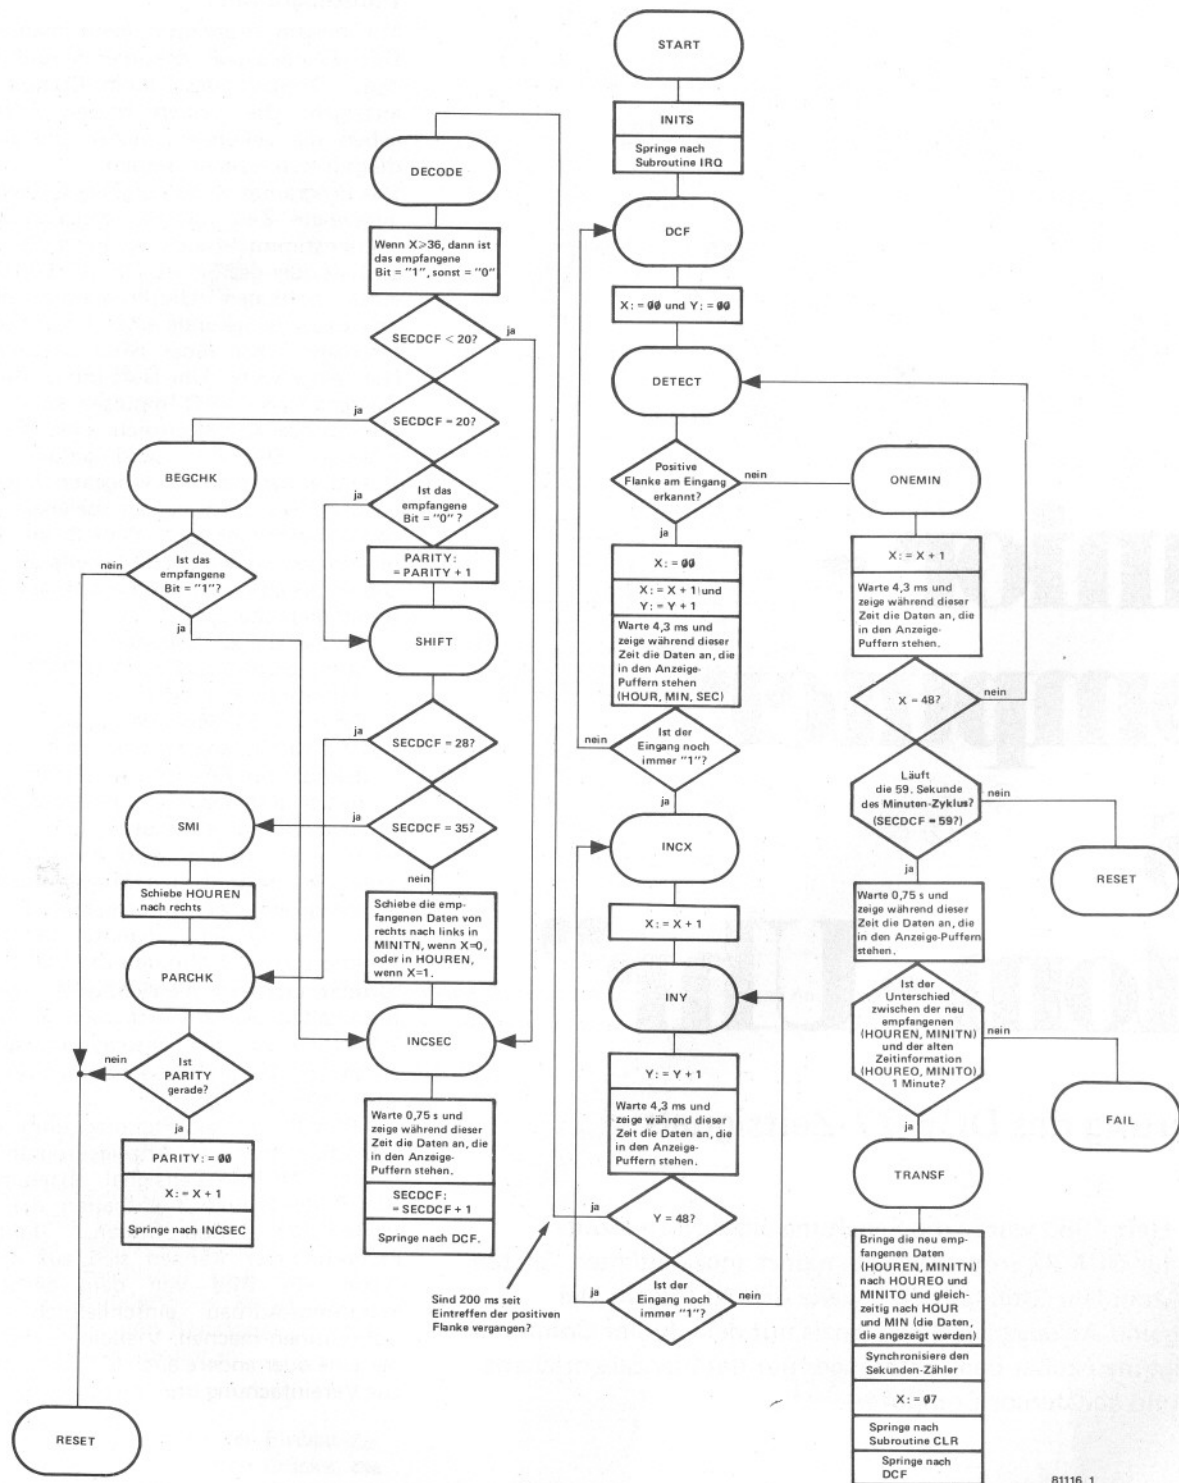 START
INITS
Springe nach
Subroutine IRQ
DCF
X: = 00 und Y: = 00
DETECT
Positive
Flanke am Eingang
erkannt?
nein
ja
X: = 00
X: = X + 1 und
Y: = Y + 1
Warte 4,3 ms und
zeige während dieser
Zeit die Daten an, die
in den Anzeige-
Puffern stehen
(HOUR, MIN, SEC)
nein
Ist der
Eingang noch
immer "1"?
ja
INCX
X: = X + 1
INY
Y: = Y + 1
Warte 4,3 ms und
zeige während dieser
Zeit die Daten an, die
in den Anzeige-
Puffern stehen.
ja
Y = 48?
Sind 200 ms seit
Eintreffen der positiven
Flanke vergangen?
ja
Ist der
Eingang noch
immer "1"?
nein
DECODE
Wenn X≥36, dann ist
das empfangene
Bit = "1", sonst = "0"
SECDCF < 20?
ja
ja
SECDCF = 20?
ja
Ist das
empfangene
Bit = "0" ?
PARITY:
= PARITY + 1
SHIFT
ja
SECDCF = 28?
ja
SECDCF = 35?
nein
Schiebe die emp-
fangenen Daten von
rechts nach links in
MINITN, wenn X=0,
oder in HOUREN,
wenn X=1.
INCSEC
Warte 0,75 s und
zeige während dieser
Zeit die Daten an, die
in den Anzeige-
Puffern stehen.
SECDCF:
= SECDCF + 1
Springe nach DCF.
BEGCHK
nein
Ist das
empfangene
Bit = "1"?
ja
SMI
Schiebe HOUREN
nach rechts
PARCHK
nein
Ist
PARITY
gerade?
ja
PARITY: = 00
X: = X + 1
Springe nach INCSEC
RESET
ONEMIN
X: = X + 1
Warte 4,3 ms und
zeige während dieser
Zeit die Daten an, die
in den Anzeige-
Puffern stehen.
X = 48?
nein
Läuft
die 59. Sekunde
des Minuten-Zyklus?
(SECDCF = 59?)
nein
RESET
ja
Warte 0,75 s und
zeige während dieser
Zeit die Daten an, die
in den Anzeige-Puffern
stehen.
Ist der
Unterschied
zwischen der neu
empfangenen
(HOUREN, MINITN)
und der alten
Zeitinformation
(HOUREO, MINITO)
1 Minute?
nein
FAIL
ja
TRANSF
Bringe die neu emp-
fangenen Daten
(HOUREN, MINITN)
nach HOUREO und
MINITO und gleich-
zeitig nach HOUR
und MIN (die Daten,
die angezeigt werden)
Synchronisiere den
Sekunden-Zähler
X: = 07
Springe nach
Subroutine CLR
Springe nach
DCF
81116 1